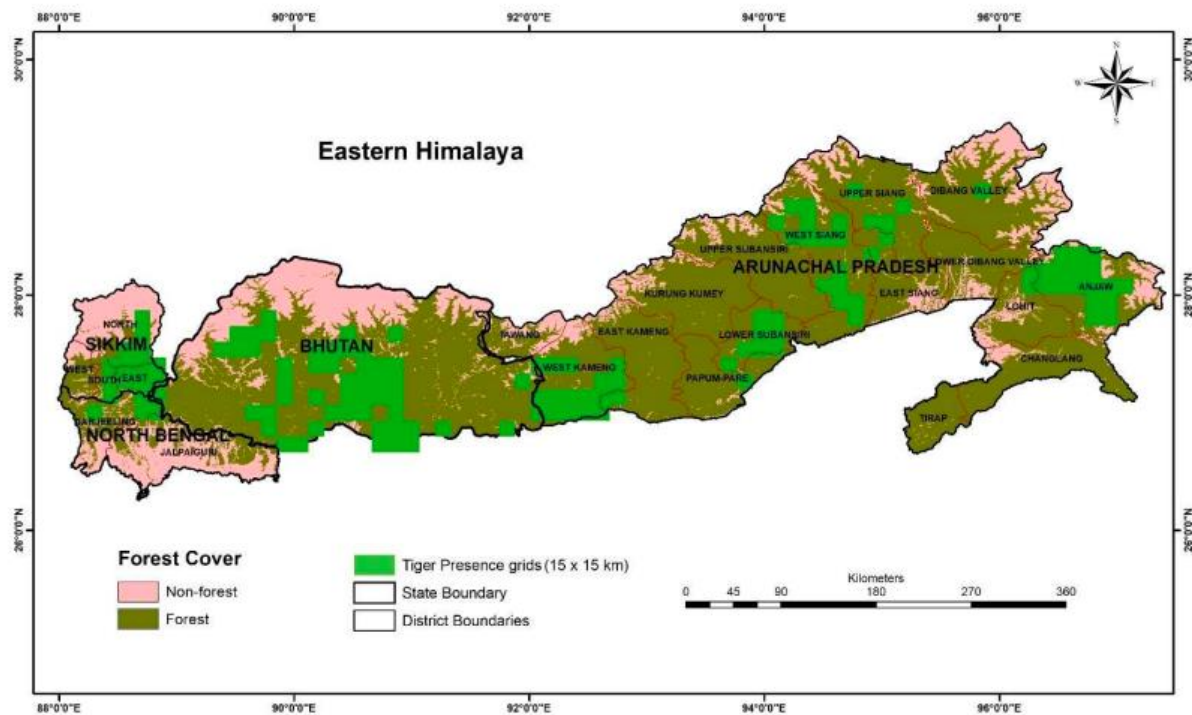 88°0'0"E 90°0'0"E 92°0'0"E 94°0'0"E 96°0'0"E
30°0'0"N 30°0'0"N
N
W E
S
Eastern Himalaya
UPPER SIANG
DIBANG VALLEY
WEST SIANG
UPPER SUBANSIRI
LOWER DIBANG VALLEY
ARUNACHAL PRADESH
28°0'0"N 28°0'0"N
KURUNG KUMEY
EAST SIANG
ANJAW
LOHIT
NORTH
SIKKIM
BHUTAN
TAWANG
EAST KAMENG
LOWER SUBANSIRI
CHANGLANG
WEST
SOUTH
EAST
WEST KAMENG
PAPUM-PARE
DARJEELING
NORTH BENGAL
JALPAIGURI
TIRAP
26°0'0"N 26°0'0"N
Forest Cover
Non-forest
Forest
Tiger Presence grids (15 x 15 km)
State Boundary
District Boundaries
Kilometers
0 45 90 180 270 360
88°0'0"E 90°0'0"E 92°0'0"E 94°0'0"E 96°0'0"E